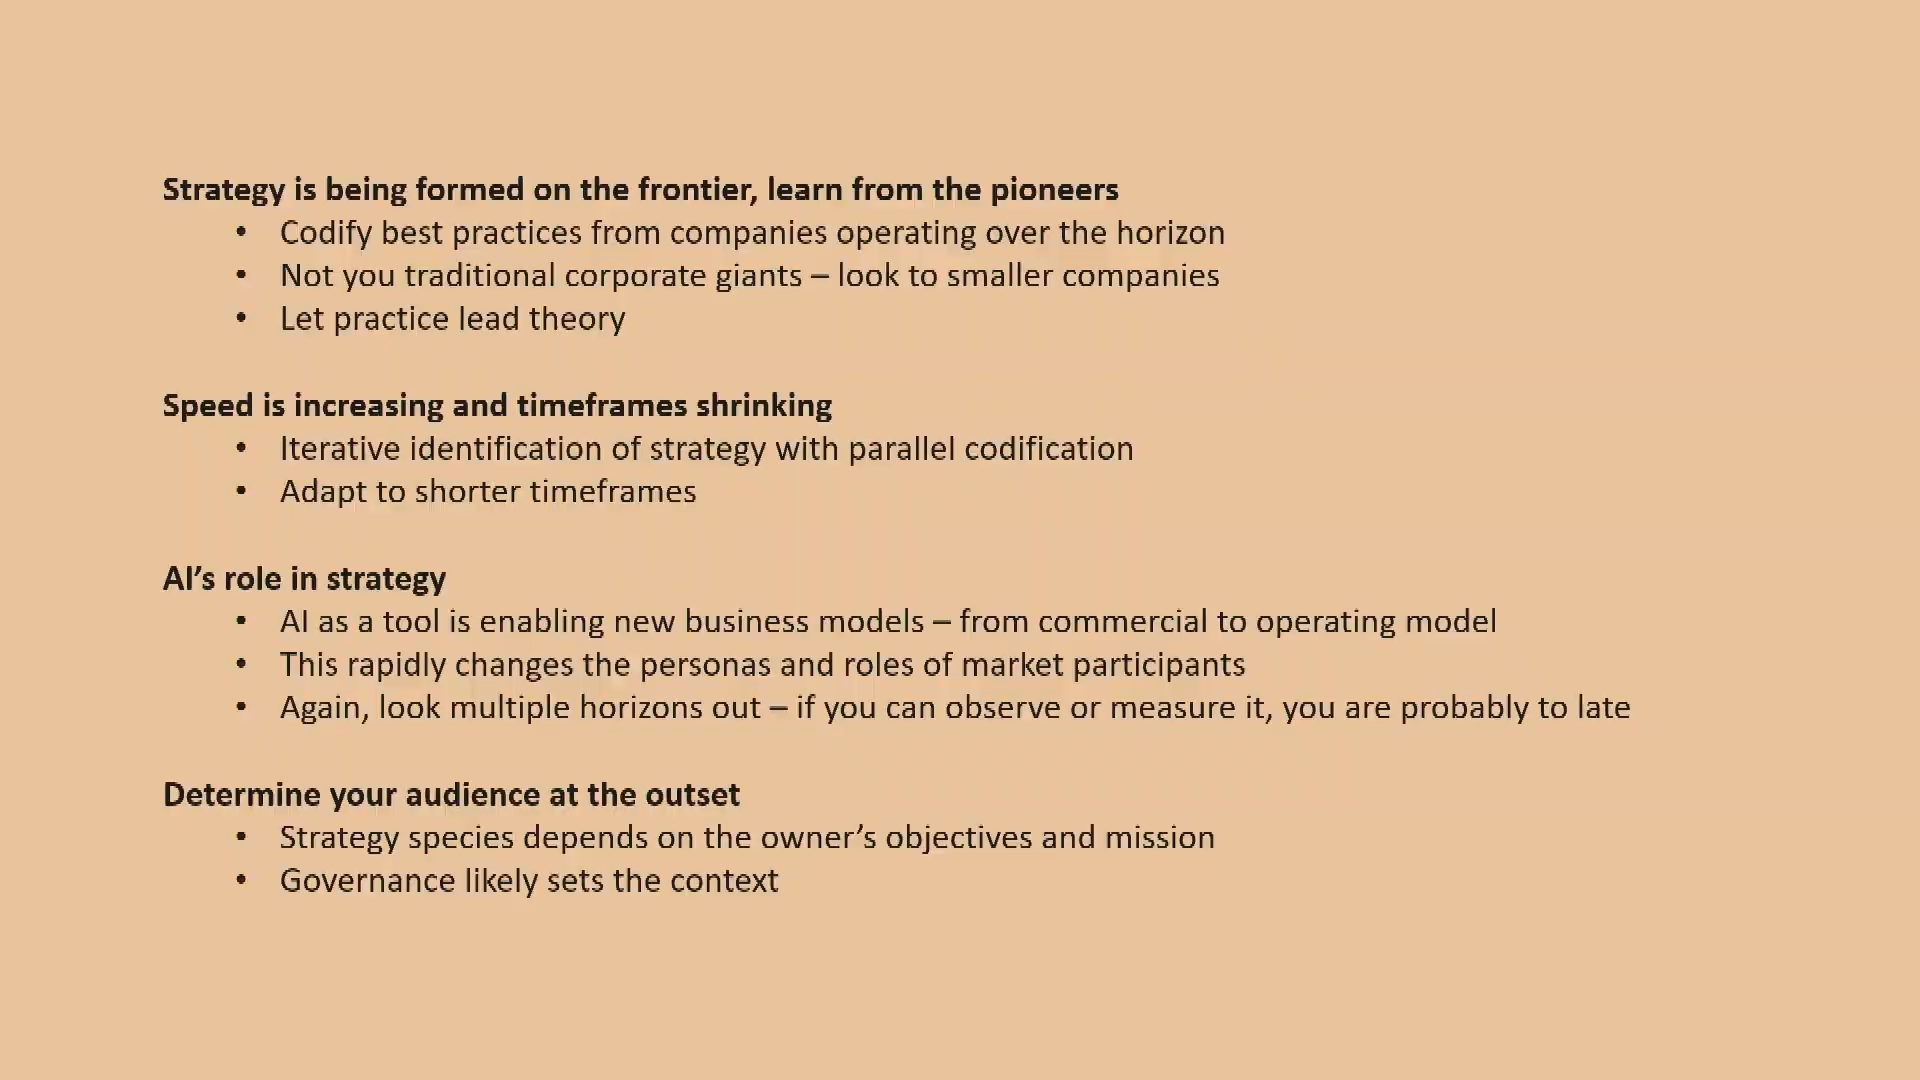 Strategy is being formed on the frontier, learn from the pioneers
• Codify best practices from companies operating over the horizon
• Not you traditional corporate giants – look to smaller companies
• Let practice lead theory
Speed is increasing and timeframes shrinking
• Iterative identification of strategy with parallel codification
• Adapt to shorter timeframes
AI’s role in strategy
• AI as a tool is enabling new business models – from commercial to operating model
• This rapidly changes the personas and roles of market participants
• Again, look multiple horizons out – if you can observe or measure it, you are probably to late
Determine your audience at the outset
• Strategy species depends on the owner’s objectives and mission
• Governance likely sets the context